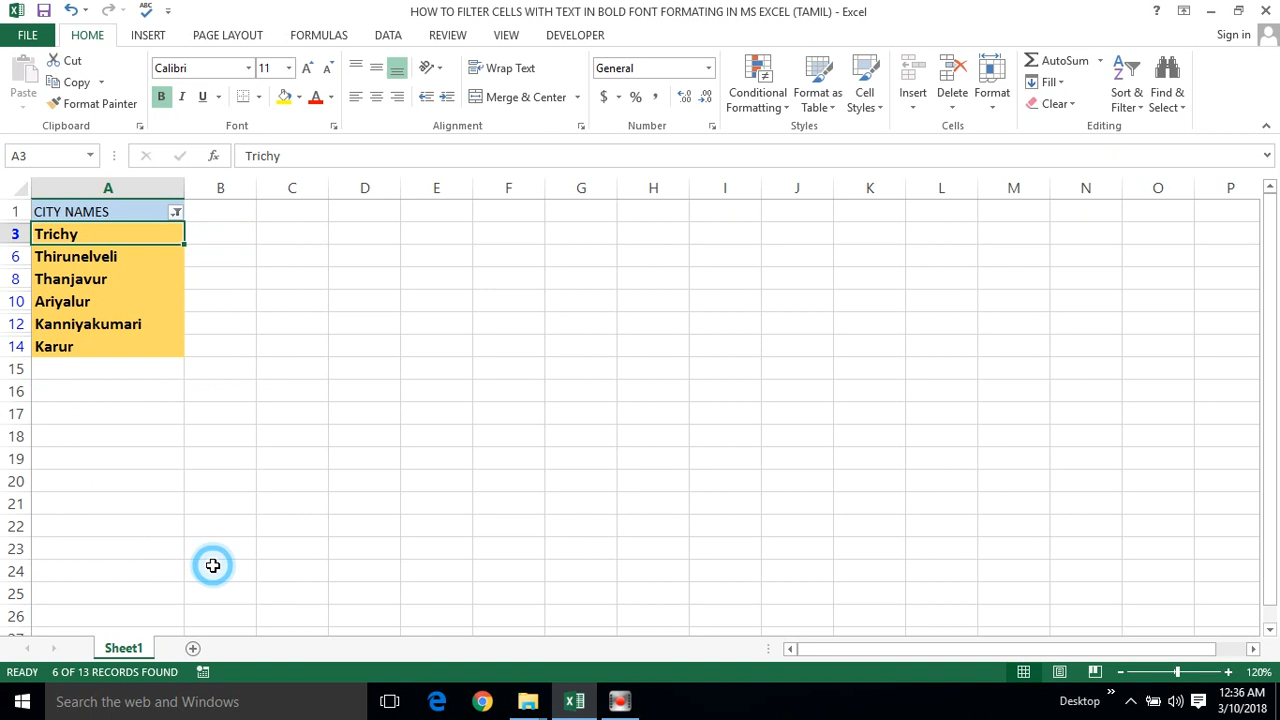 HOW TO FILTER CELLS WITH TEXT IN BOLD FONT FORMATING IN MS EXCEL (TAMIL) - Excel
FILE HOME INSERT PAGE LAYOUT FORMULAS DATA REVIEW VIEW DEVELOPER Sign in
Paste
Cut
Copy
Format Painter
Calibri 11
B I U A
Wrap Text
Merge & Center
General
$ % ,
Conditional Formatting
Format as Table
Cell Styles
Insert Delete Format
AutoSum
Fill
Clear
Sort & Filter
Find & Select
Clipboard Font Alignment Number Styles Cells Editing
A3 fx Trichy
A B C D E F G H I J K L M N O P
1 CITY NAMES
3 Trichy
6 Thirunelveli
8 Thanjavur
10 Ariyalur
12 Kanniyakumari
14 Karur
15
16
17
18
19
20
21
22
23
24
25
26
Sheet1
READY 6 OF 13 RECORDS FOUND 120%
Search the web and Windows
Desktop
12:36 AM
3/10/2018